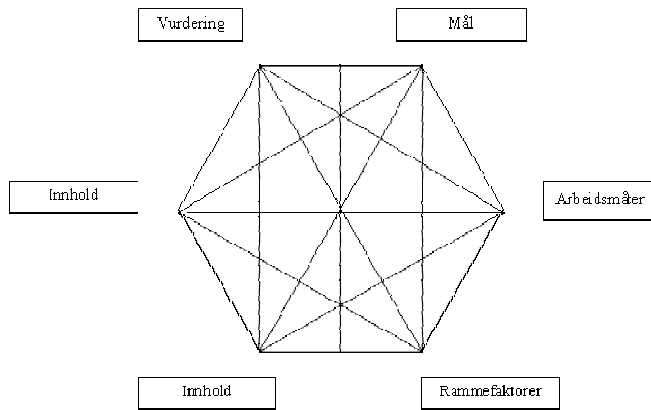 Vurdering
Mål
Innhold
Arbeidsmåter
Innhold
Rammefaktorer